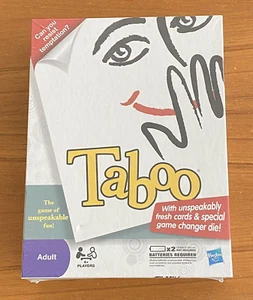 Can you
resist
temptation?
Taboo
The
game of
unspeakable
fun!
With unspeakably
fresh cards & special
game changer die!
x2
BATTERIES REQUIRED
Adult
4+
PLAYERS
Hasbro